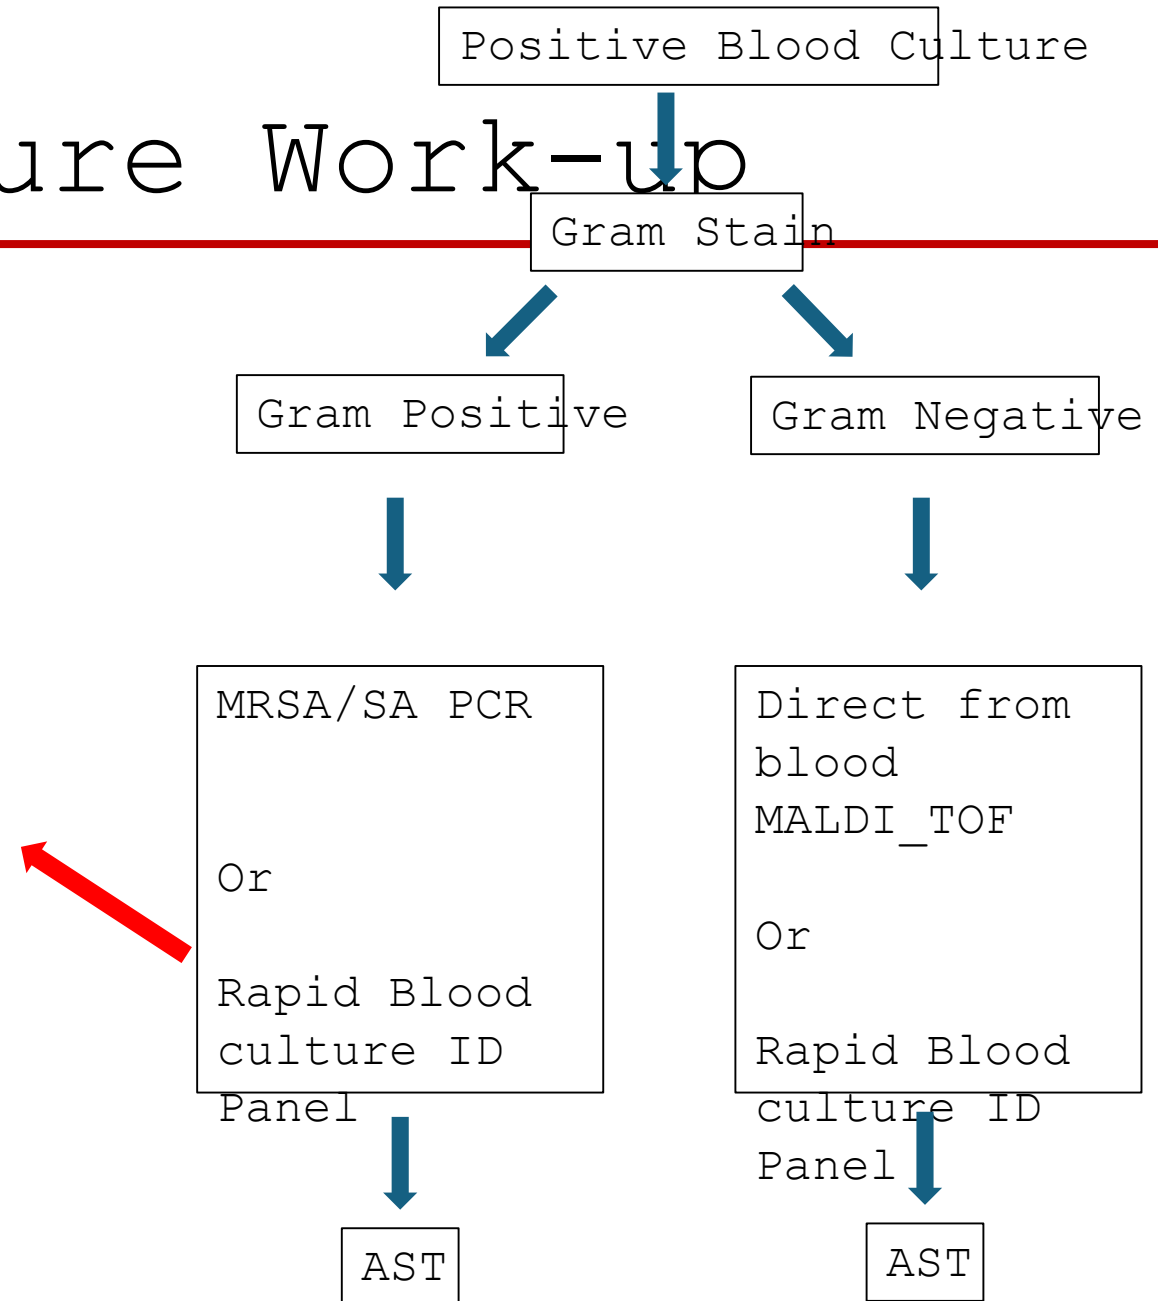 Positive Blood Culture
ure Work-up
Gram Stain
Gram Positive
Gram Negative
MRSA/SA PCR
Or
Rapid Blood
culture ID
Panel
Direct from
blood
MALDI_TOF
Or
Rapid Blood
culture ID
Panel
AST
AST